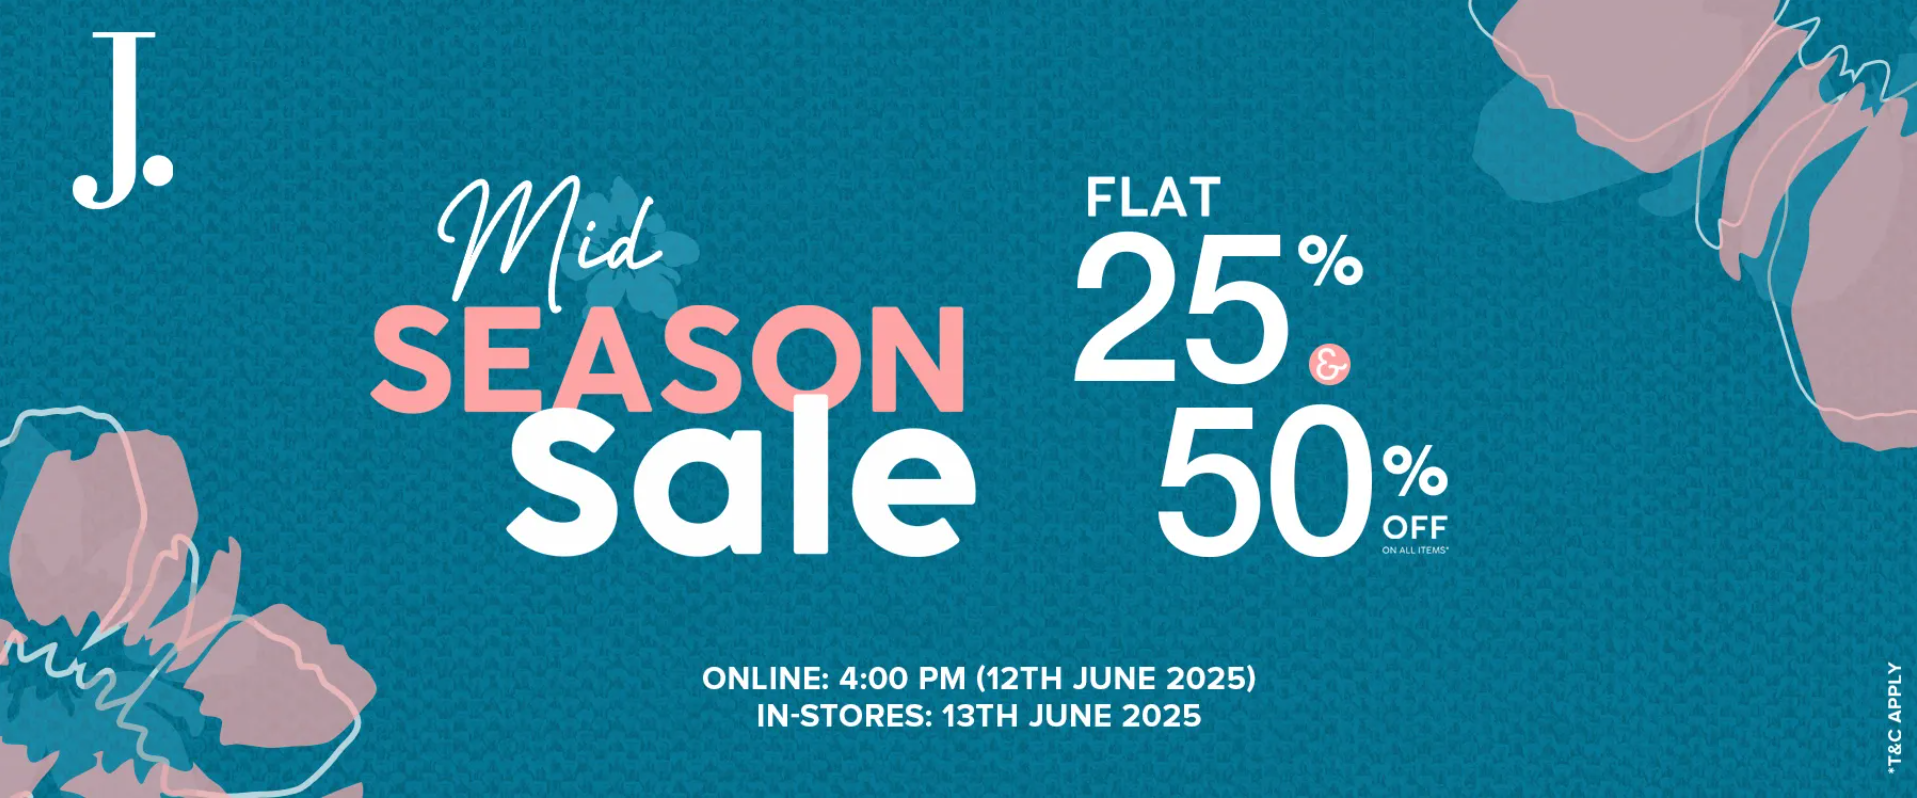 J.
Mid
SEASON
Sale
FLAT
25%
&
50%
OFF
ON ALL ITEMS*
ONLINE: 4:00 PM (12TH JUNE 2025)
IN-STORES: 13TH JUNE 2025
*T&C APPLY